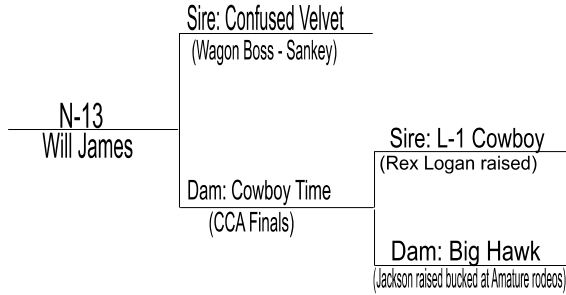 Sire: Confused Velvet
(Wagon Boss - Sankey)
N-13
Will James
Sire: L-1 Cowboy
(Rex Logan raised)
Dam: Cowboy Time
(CCA Finals)
Dam: Big Hawk
(Jackson raised bucked at Amature rodeos)